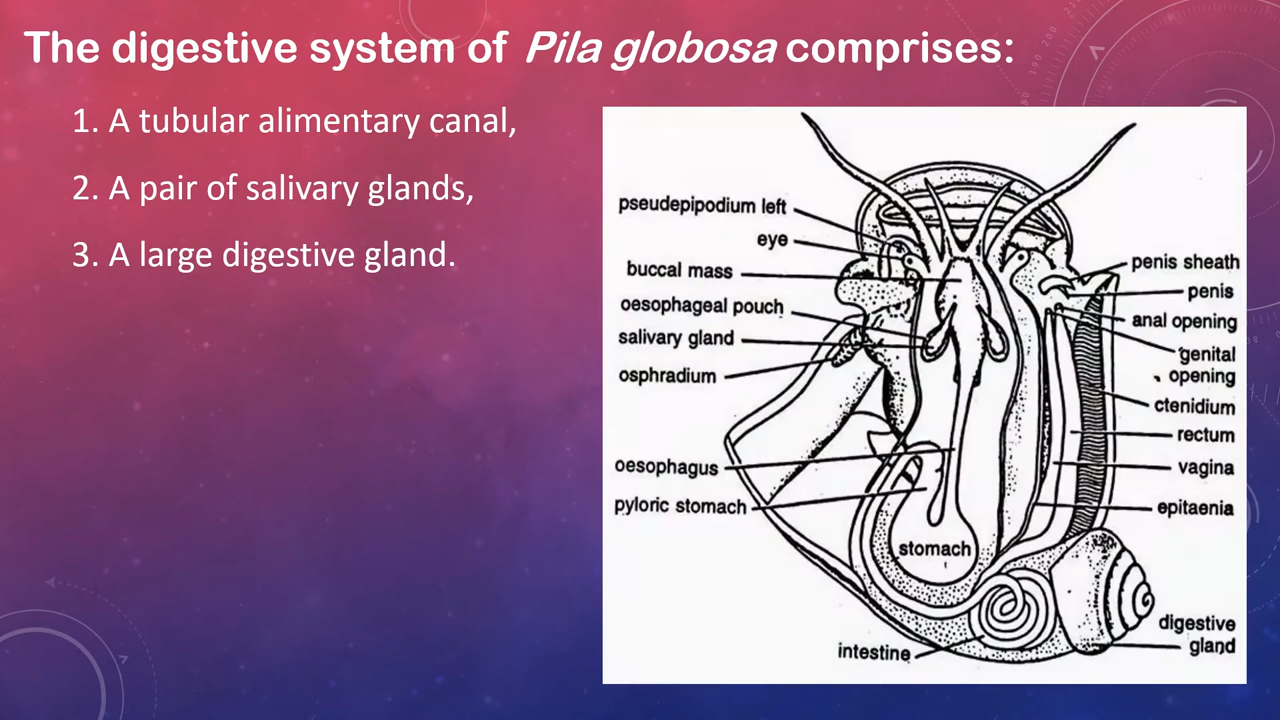 The digestive system of Pila globosa comprises:
1. A tubular alimentary canal,
2. A pair of salivary glands,
3. A large digestive gland.
pseudepipodium left
eye
buccal mass
oesophageal pouch
salivary gland
osphradium
oesophagus
pyloric stomach
stomach
intestine
penis sheath
penis
anal opening
genital
opening
ctenidium
rectum
vagina
epitaenia
digestive
gland